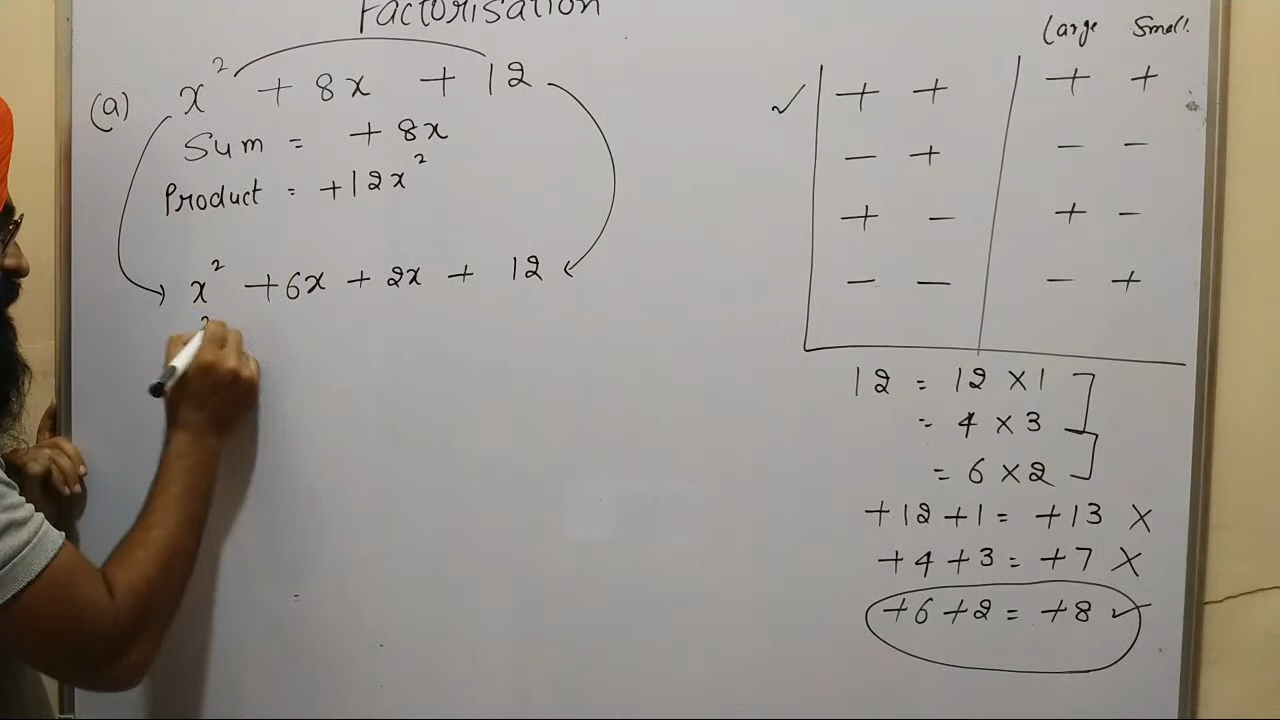 Factorisation
(a) x² + 8x + 12
Sum = + 8x
Product = +12x²
x² +6x + 2x + 12
2
Large Small
✓ + + + +
− + − −
+ − + −
− − − +
12 = 12 × 1
= 4 × 3
= 6 × 2
+12 +1 = +13 ×
+4 +3 = +7 ×
+6 +2 = +8 ✓